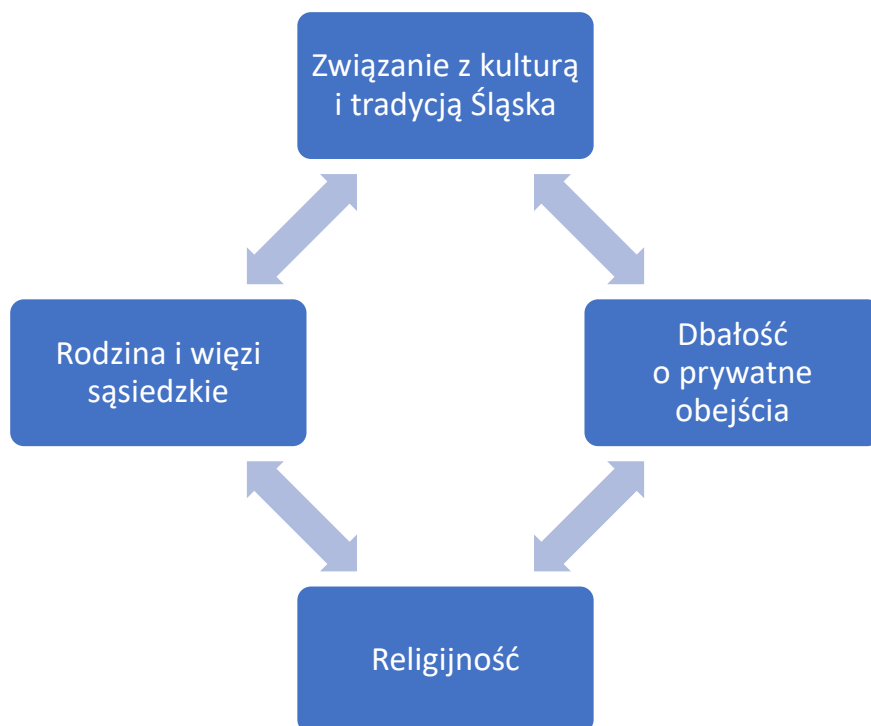 Związanie z kulturą
i tradycją Śląska
Rodzina i więzi
sąsiedzkie
Dbałość
o prywatne
obejścia
Religijność